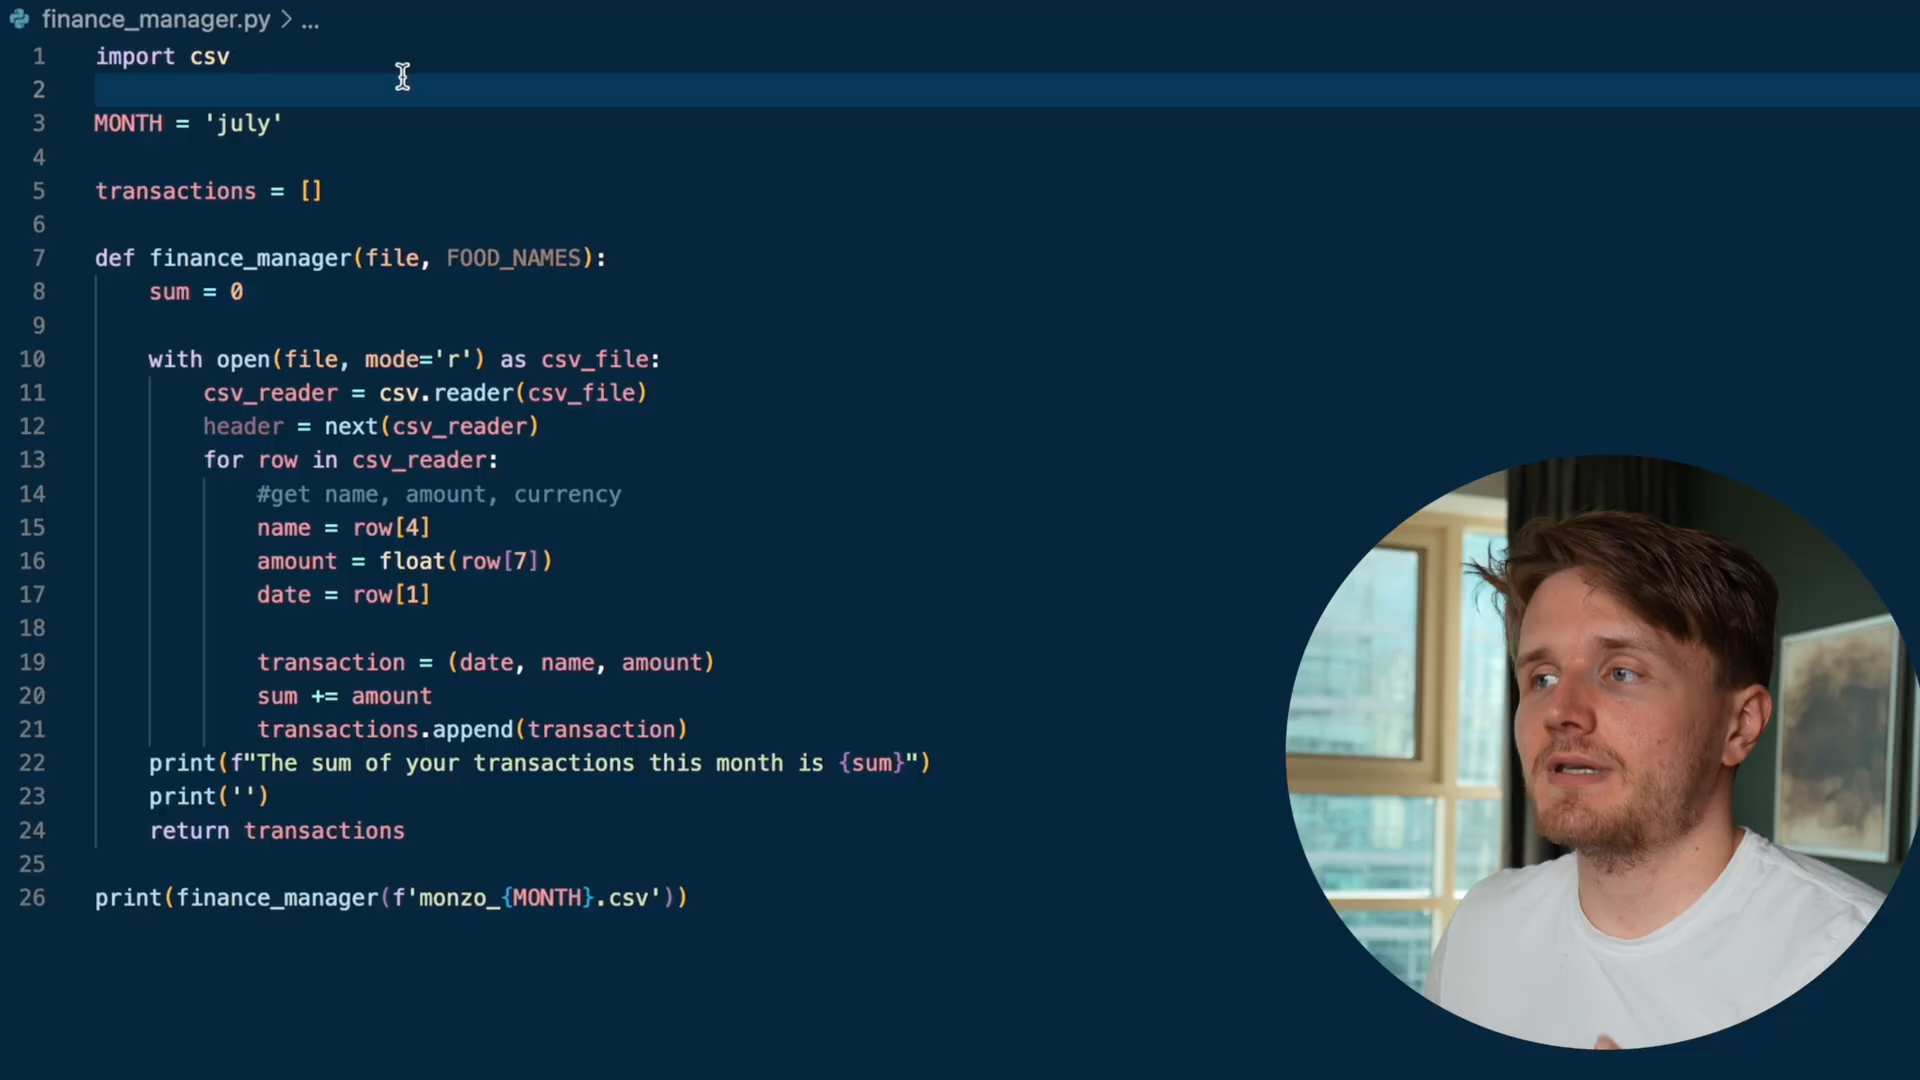 finance_manager.py > ...
1 import csv
2
3 MONTH = 'july'
4
5 transactions = []
6
7 def finance_manager(file, FOOD_NAMES):
8 sum = 0
9
10 with open(file, mode='r') as csv_file:
11 csv_reader = csv.reader(csv_file)
12 header = next(csv_reader)
13 for row in csv_reader:
14 #get name, amount, currency
15 name = row[4]
16 amount = float(row[7])
17 date = row[1]
18
19 transaction = (date, name, amount)
20 sum += amount
21 transactions.append(transaction)
22 print(f"The sum of your transactions this month is {sum}")
23 print('')
24 return transactions
25
26 print(finance_manager(f'monzo_{MONTH}.csv'))